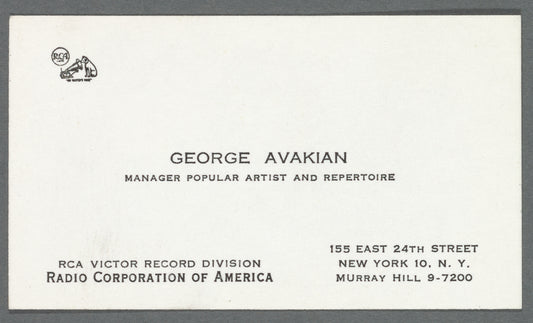 RCA
"HIS MASTER'S VOICE"
GEORGE AVAKIAN
MANAGER POPULAR ARTIST AND REPERTOIRE
RCA VICTOR RECORD DIVISION
RADIO CORPORATION OF AMERICA
155 EAST 24TH STREET
NEW YORK 10, N. Y.
MURRAY HILL 9-7200